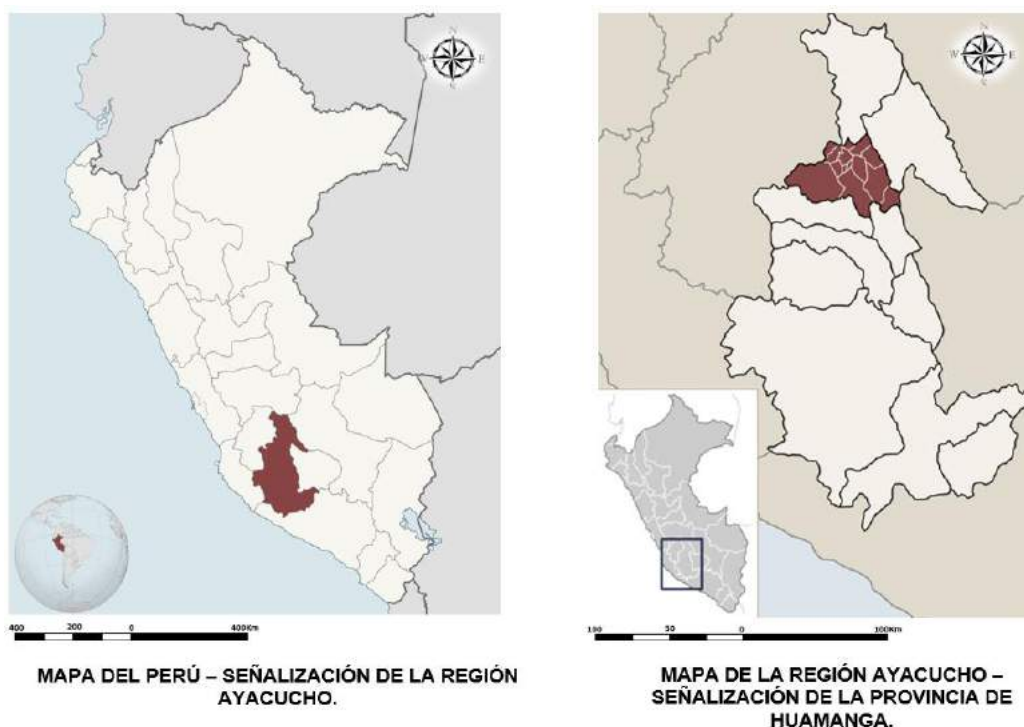 N
W E
400 200 0 400Km
MAPA DEL PERÚ – SEÑALIZACIÓN DE LA REGIÓN
AYACUCHO.
N
W E
100 50 0 100Km
MAPA DE LA REGIÓN AYACUCHO –
SEÑALIZACIÓN DE LA PROVINCIA DE
HUAMANGA.